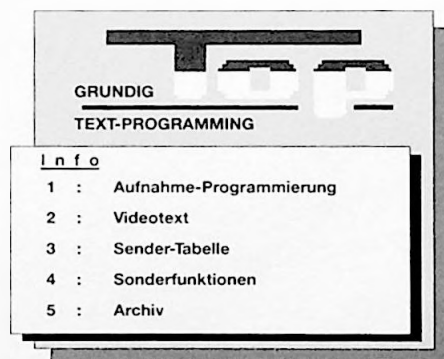 Top
GRUNDIG
TEXT-PROGRAMMING
Info
1 : Aufnahme-Programmierung
2 : Videotext
3 : Sender-Tabelle
4 : Sonderfunktionen
5 : Archiv